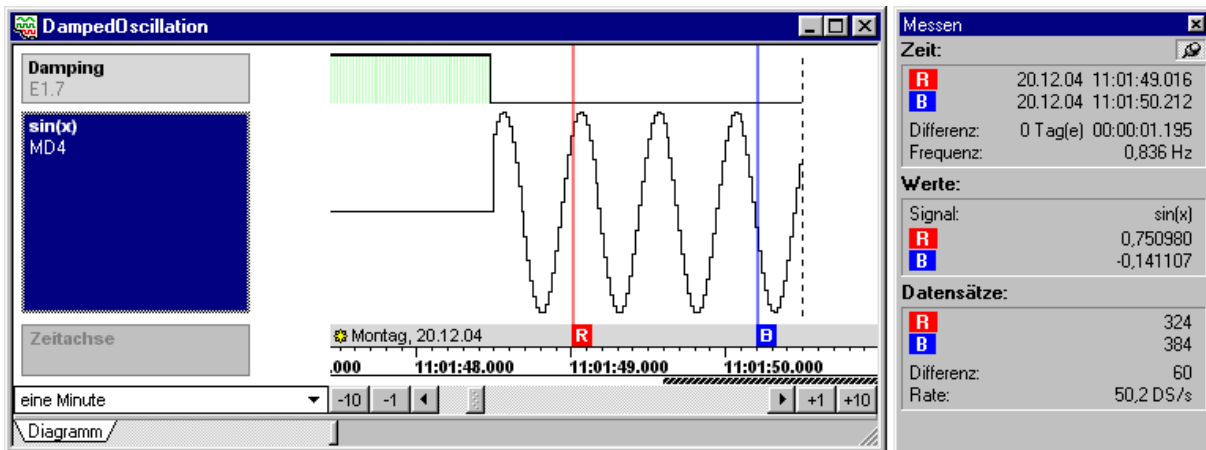 DampedOscillation
Damping
E1.7
sin(x)
MD4
Zeitachse
Montag, 20.12.04
R
B
.000 11:01:48.000 11:01:49.000 11:01:50.000
eine Minute
-10 -1 +1 +10
Diagramm
Messen
Zeit:
R 20.12.04 11:01:49.016
B 20.12.04 11:01:50.212
Differenz: 0 Tag(e) 00:00:01.195
Frequenz: 0,836 Hz
Werte:
Signal: sin(x)
R 0,750980
B -0,141107
Datensätze:
R 324
B 384
Differenz: 60
Rate: 50,2 DS/s